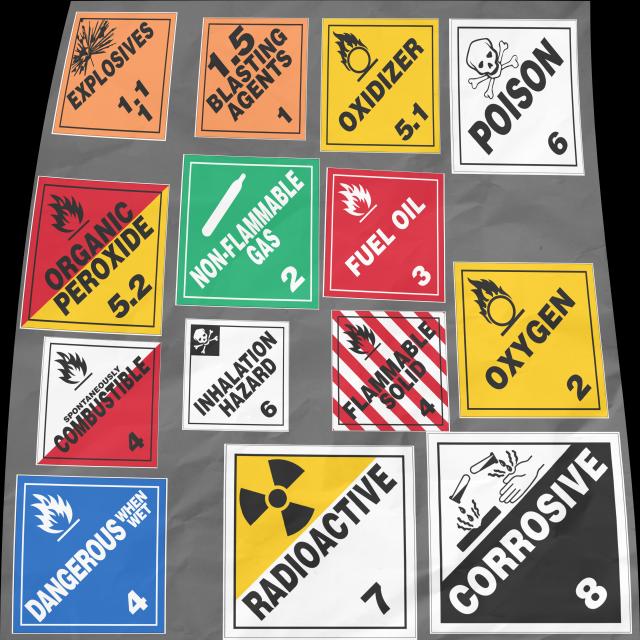 EXPLOSIVES
1.1
1
1.5
BLASTING
AGENTS
1
OXIDIZER
5.1
POISON
6
ORGANIC
PEROXIDE
5.2
NON-FLAMMABLE
GAS
2
FUEL OIL
3
OXYGEN
2
SPONTANEOUSLY
COMBUSTIBLE
4
INHALATION
HAZARD
6
FLAMMABLE
SOLID
4
DANGEROUS WHEN
WET
4
RADIOACTIVE
7
CORROSIVE
8